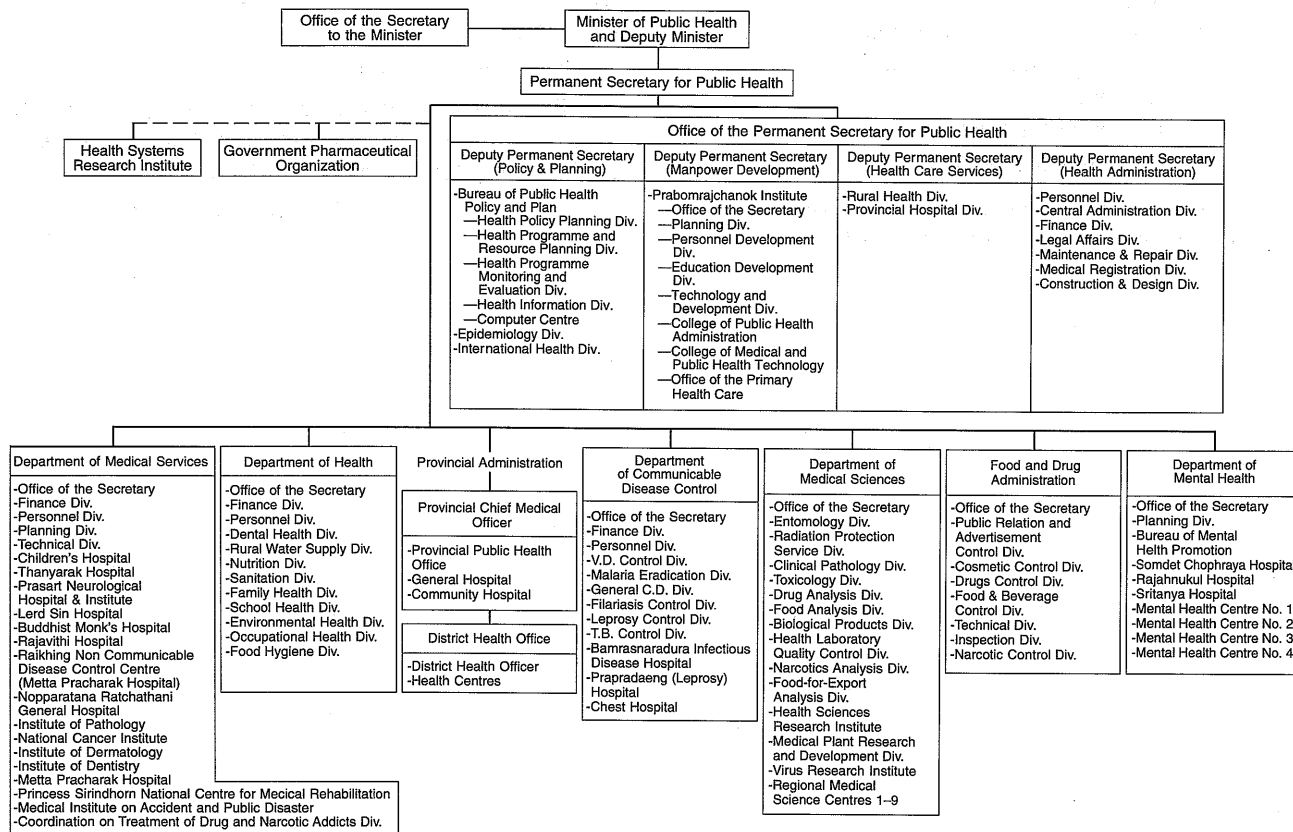 Office of the Secretary
to the Minister
Minister of Public Health
and Deputy Minister
Permanent Secretary for Public Health
Health Systems
Research Institute
Government Pharmaceutical
Organization
Office of the Permanent Secretary for Public Health
Deputy Permanent Secretary
(Policy & Planning)
-Bureau of Public Health
Policy and Plan
—Health Policy Planning Div.
—Health Programme and
Resource Planning Div.
—Health Programme
Monitoring and
Evaluation Div.
—Health Information Div.
—Computer Centre
-Epidemiology Div.
-International Health Div.
Deputy Permanent Secretary
(Manpower Development)
-Prabomrajchanok Institute
—Office of the Secretary
—Planning Div.
—Personnel Development
Div.
—Education Development
Div.
—Technology and
Development Div.
—College of Public Health
Administration
—College of Medical and
Public Health Technology
—Office of the Primary
Health Care
Deputy Permanent Secretary
(Health Care Services)
-Rural Health Div.
-Provincial Hospital Div.
Deputy Permanent Secretary
(Health Administration)
-Personnel Div.
-Central Administration Div.
-Finance Div.
-Legal Affairs Div.
-Maintenance & Repair Div.
-Medical Registration Div.
-Construction & Design Div.
Department of Medical Services
-Office of the Secretary
-Finance Div.
-Personnel Div.
-Planning Div.
-Technical Div.
-Children's Hospital
-Thanyarak Hospital
-Prasart Neurological
Hospital & Institute
-Lerd Sin Hospital
-Buddhist Monk's Hospital
-Rajavithi Hospital
-Raikhing Non Communicable
Disease Control Centre
(Metta Pracharak Hospital)
-Nopparatana Ratchathani
General Hospital
-Institute of Pathology
-National Cancer Institute
-Institute of Dermatology
-Institute of Dentistry
-Metta Pracharak Hospital
-Princess Sirindhorn National Centre for Mecical Rehabilitation
-Medical Institute on Accident and Public Disaster
-Coordination on Treatment of Drug and Narcotic Addicts Div.
Department of Health
-Office of the Secretary
-Finance Div.
-Personnel Div.
-Dental Health Div.
-Rural Water Supply Div.
-Nutrition Div.
-Sanitation Div.
-Family Health Div.
-School Health Div.
-Environmental Health Div.
-Occupational Health Div.
-Food Hygiene Div.
Provincial Administration
Provincial Chief Medical
Officer
-Provincial Public Health
Office
-General Hospital
-Community Hospital
District Health Office
-District Health Officer
-Health Centres
Department
of Communicable
Disease Control
-Office of the Secretary
-Finance Div.
-Personnel Div.
-V.D. Control Div.
-Malaria Eradication Div.
-General C.D. Div.
-Filariasis Control Div.
-Leprosy Control Div.
-T.B. Control Div.
-Bamrasnaradura Infectious
Disease Hospital
-Prapradaeng (Leprosy)
Hospital
-Chest Hospital
Department of
Medical Sciences
-Office of the Secretary
-Entomology Div.
-Radiation Protection
Service Div.
-Clinical Pathology Div.
-Toxicology Div.
-Drug Analysis Div.
-Food Analysis Div.
-Biological Products Div.
-Health Laboratory
Quality Control Div.
-Narcotics Analysis Div.
-Food-for-Export
Analysis Div.
-Health Sciences
Research Institute
-Medical Plant Research
and Development Div.
-Virus Research Institute
-Regional Medical
Science Centres 1–9
Food and Drug
Administration
-Office of the Secretary
-Public Relation and
Advertisement
Control Div.
-Cosmetic Control Div.
-Drugs Control Div.
-Food & Beverage
Control Div.
-Technical Div.
-Inspection Div.
-Narcotic Control Div.
Department of
Mental Health
-Office of the Secretary
-Planning Div.
-Bureau of Mental
Helth Promotion
-Somdet Chophraya Hospital
-Rajahnukul Hospital
-Sritanya Hospital
-Mental Health Centre No. 1
-Mental Health Centre No. 2
-Mental Health Centre No. 3
-Mental Health Centre No. 4